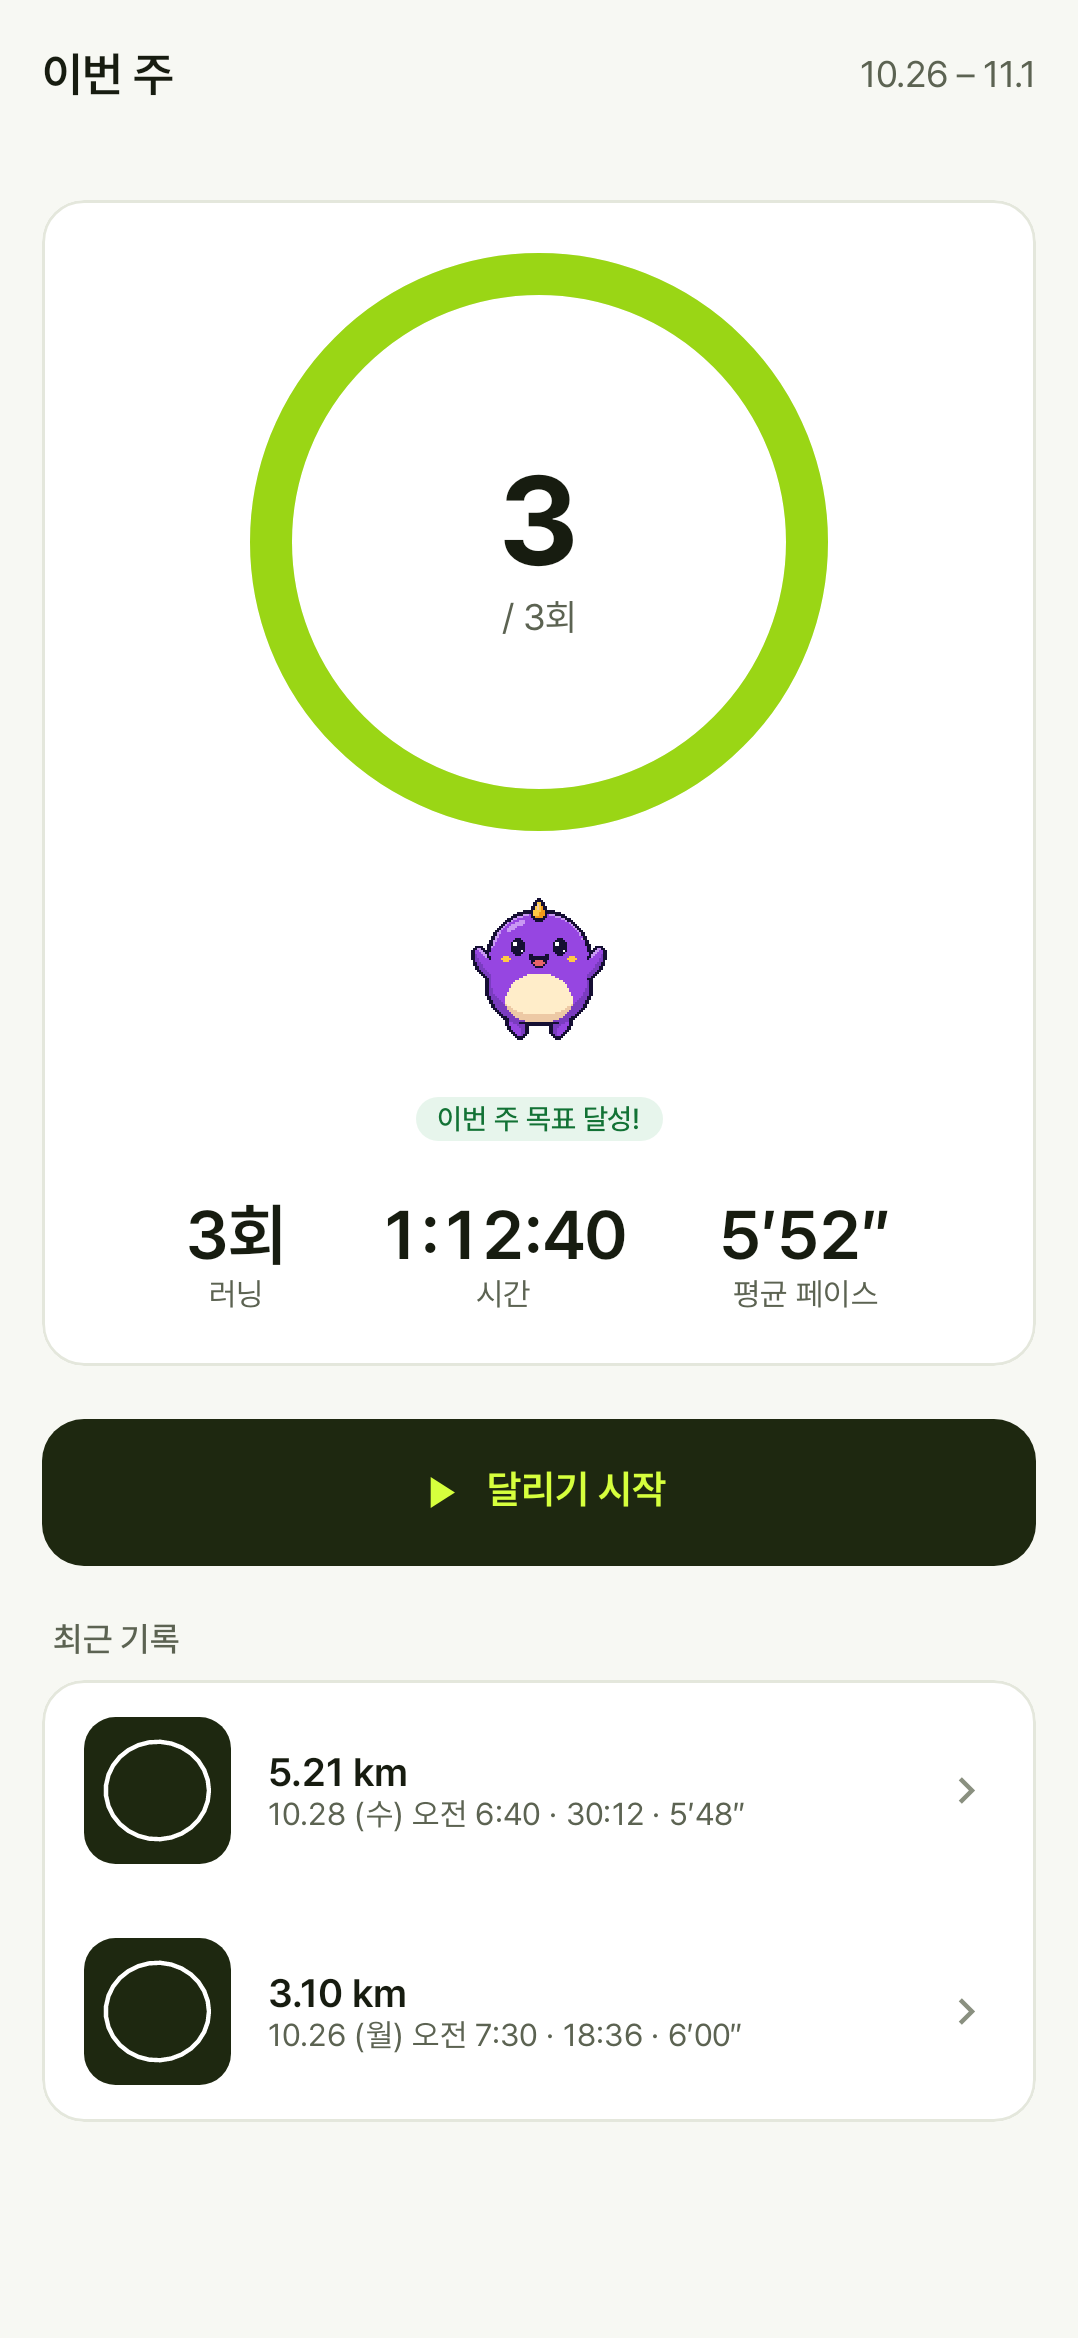 이번 주
10.26 – 11.1
3
/ 3회
이번 주 목표 달성!
3회
1:12:40
5′52″
러닝
시간
평균 페이스
달리기 시작
최근 기록
5.21 km
10.28 (수) 오전 6:40 · 30:12 · 5′48″
3.10 km
10.26 (월) 오전 7:30 · 18:36 · 6′00″